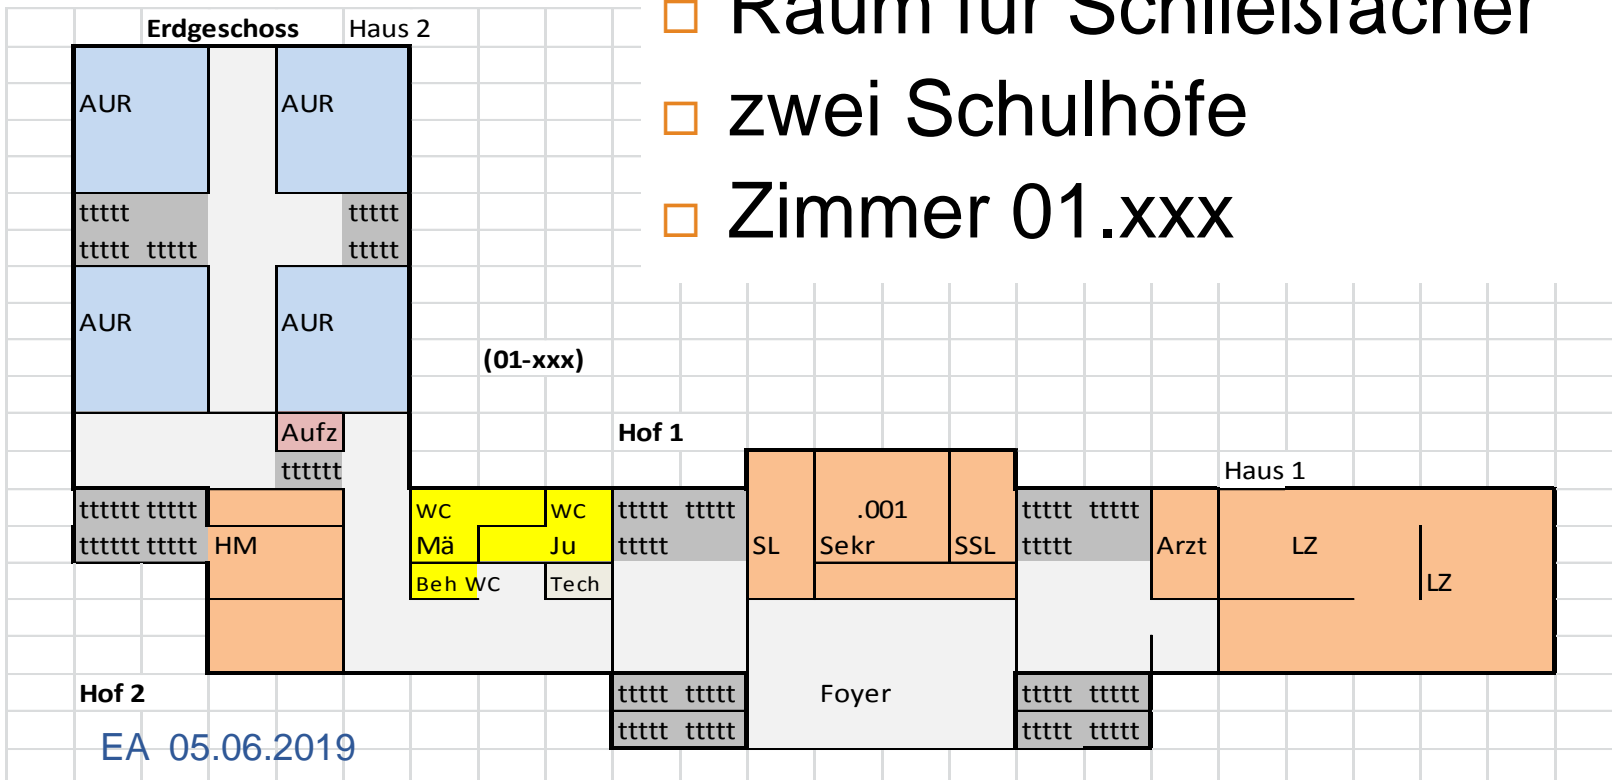 Raum für Schließfächer
zwei Schulhöfe
Zimmer 01.xxx
Erdgeschoss Haus 2
AUR AUR
ttttt ttttt
ttttt ttttt ttttt
AUR AUR
(01-xxx)
Aufz Hof 1
tttttt Haus 1
tttttt ttttt WC WC ttttt ttttt .001 ttttt ttttt
tttttt ttttt HM Mä Ju ttttt SL Sekr SSL ttttt Arzt LZ
Beh WC Tech LZ
Hof 2 ttttt ttttt Foyer ttttt ttttt
ttttt ttttt ttttt ttttt
EA 05.06.2019